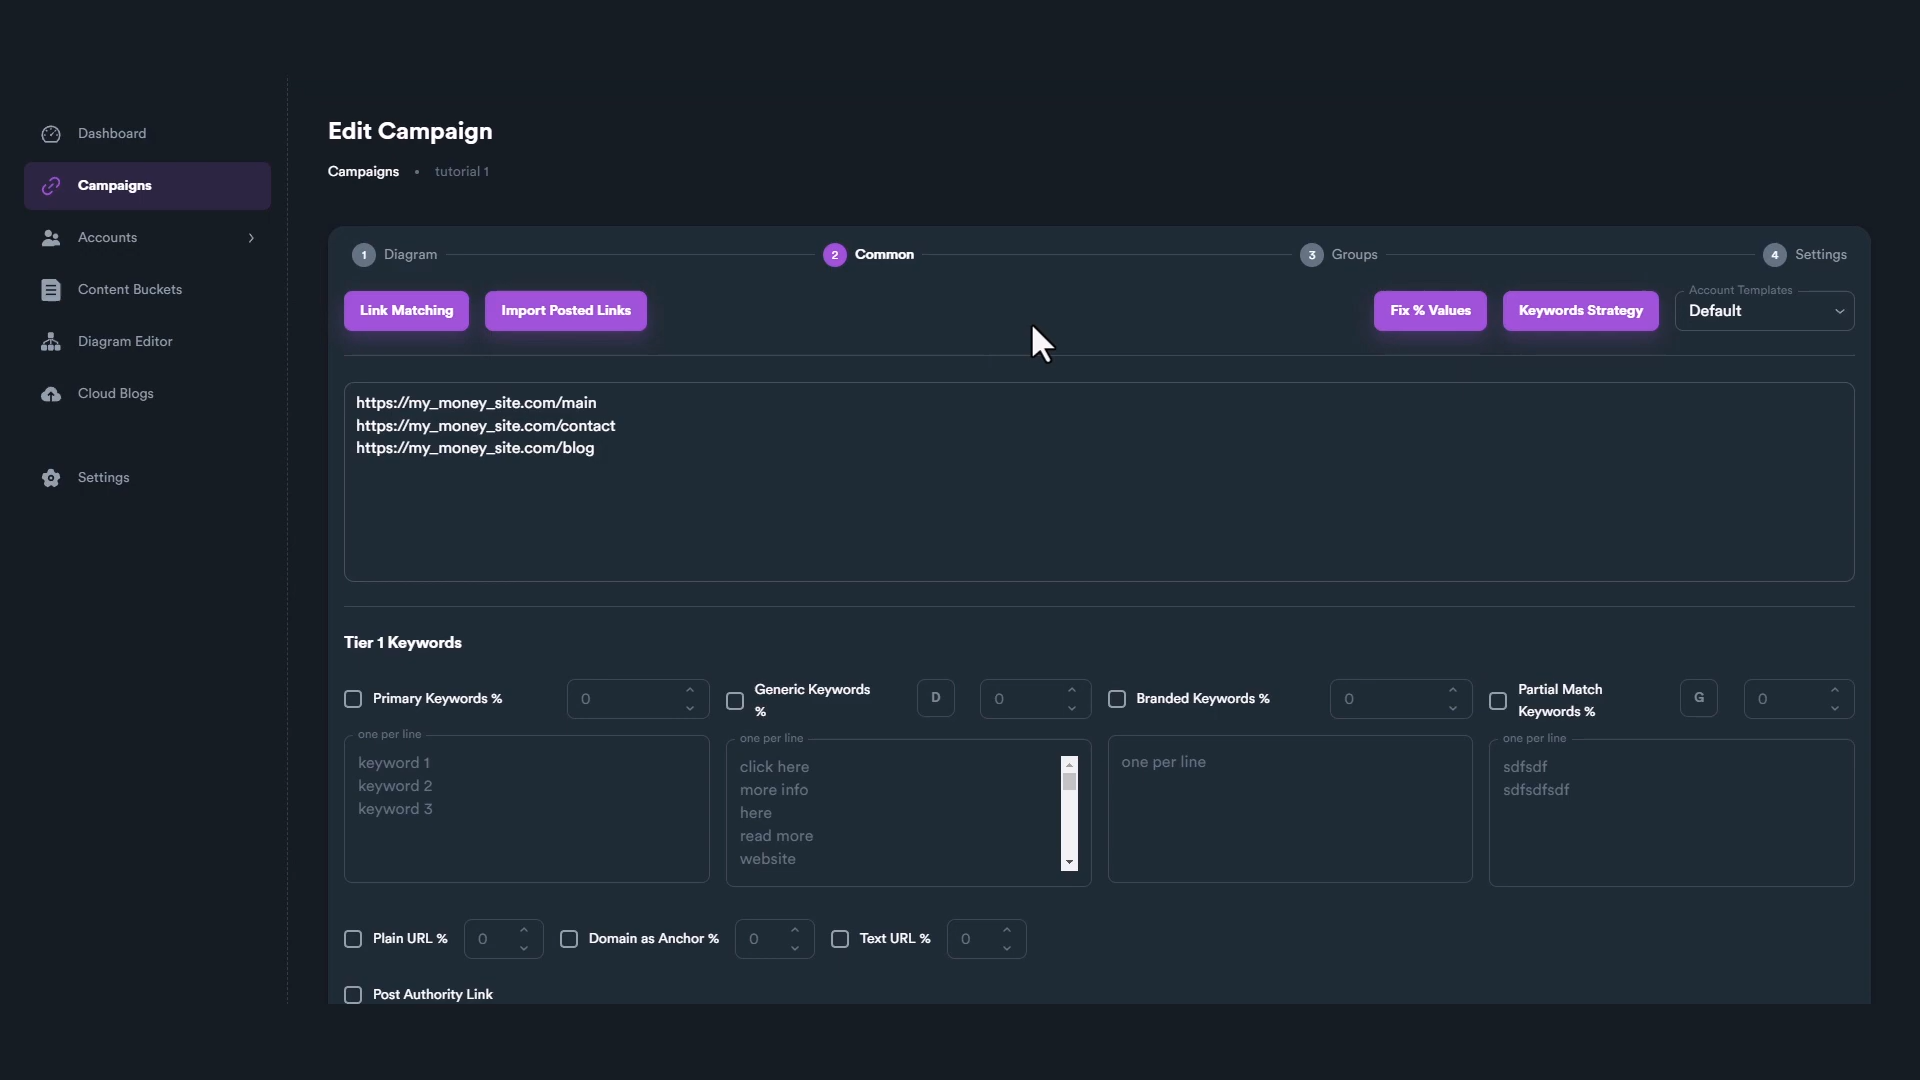 Dashboard
Campaigns
Accounts
Content Buckets
Diagram Editor
Cloud Blogs
Settings
Edit Campaign
Campaigns • tutorial 1
1 Diagram
2 Common
3 Groups
4 Settings
Link Matching
Import Posted Links
Fix % Values
Keywords Strategy
Account Templates
Default
https://my_money_site.com/main
https://my_money_site.com/contact
https://my_money_site.com/blog
Tier 1 Keywords
Primary Keywords %
0
one per line
keyword 1
keyword 2
keyword 3
Generic Keywords
%
D
0
one per line
click here
more info
here
read more
website
Branded Keywords %
0
one per line
Partial Match
Keywords %
G
0
one per line
sdfsdf
sdfsdfsdf
Plain URL %
0
Domain as Anchor %
0
Text URL %
0
Post Authority Link